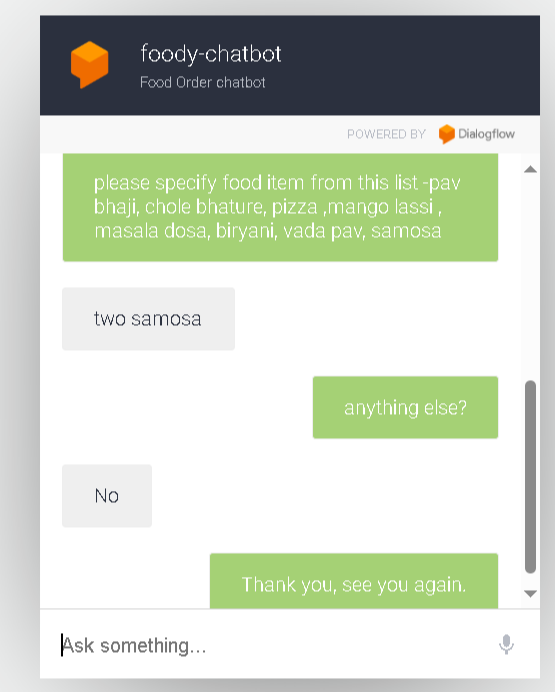 foody-chatbot
Food Order chatbot
POWERED BY Dialogflow
please specify food item from this list -pav
bhaji, chole bhature, pizza ,mango lassi ,
masala dosa, biryani, vada pav, samosa
two samosa
anything else?
No
Thank you, see you again.
Ask something...